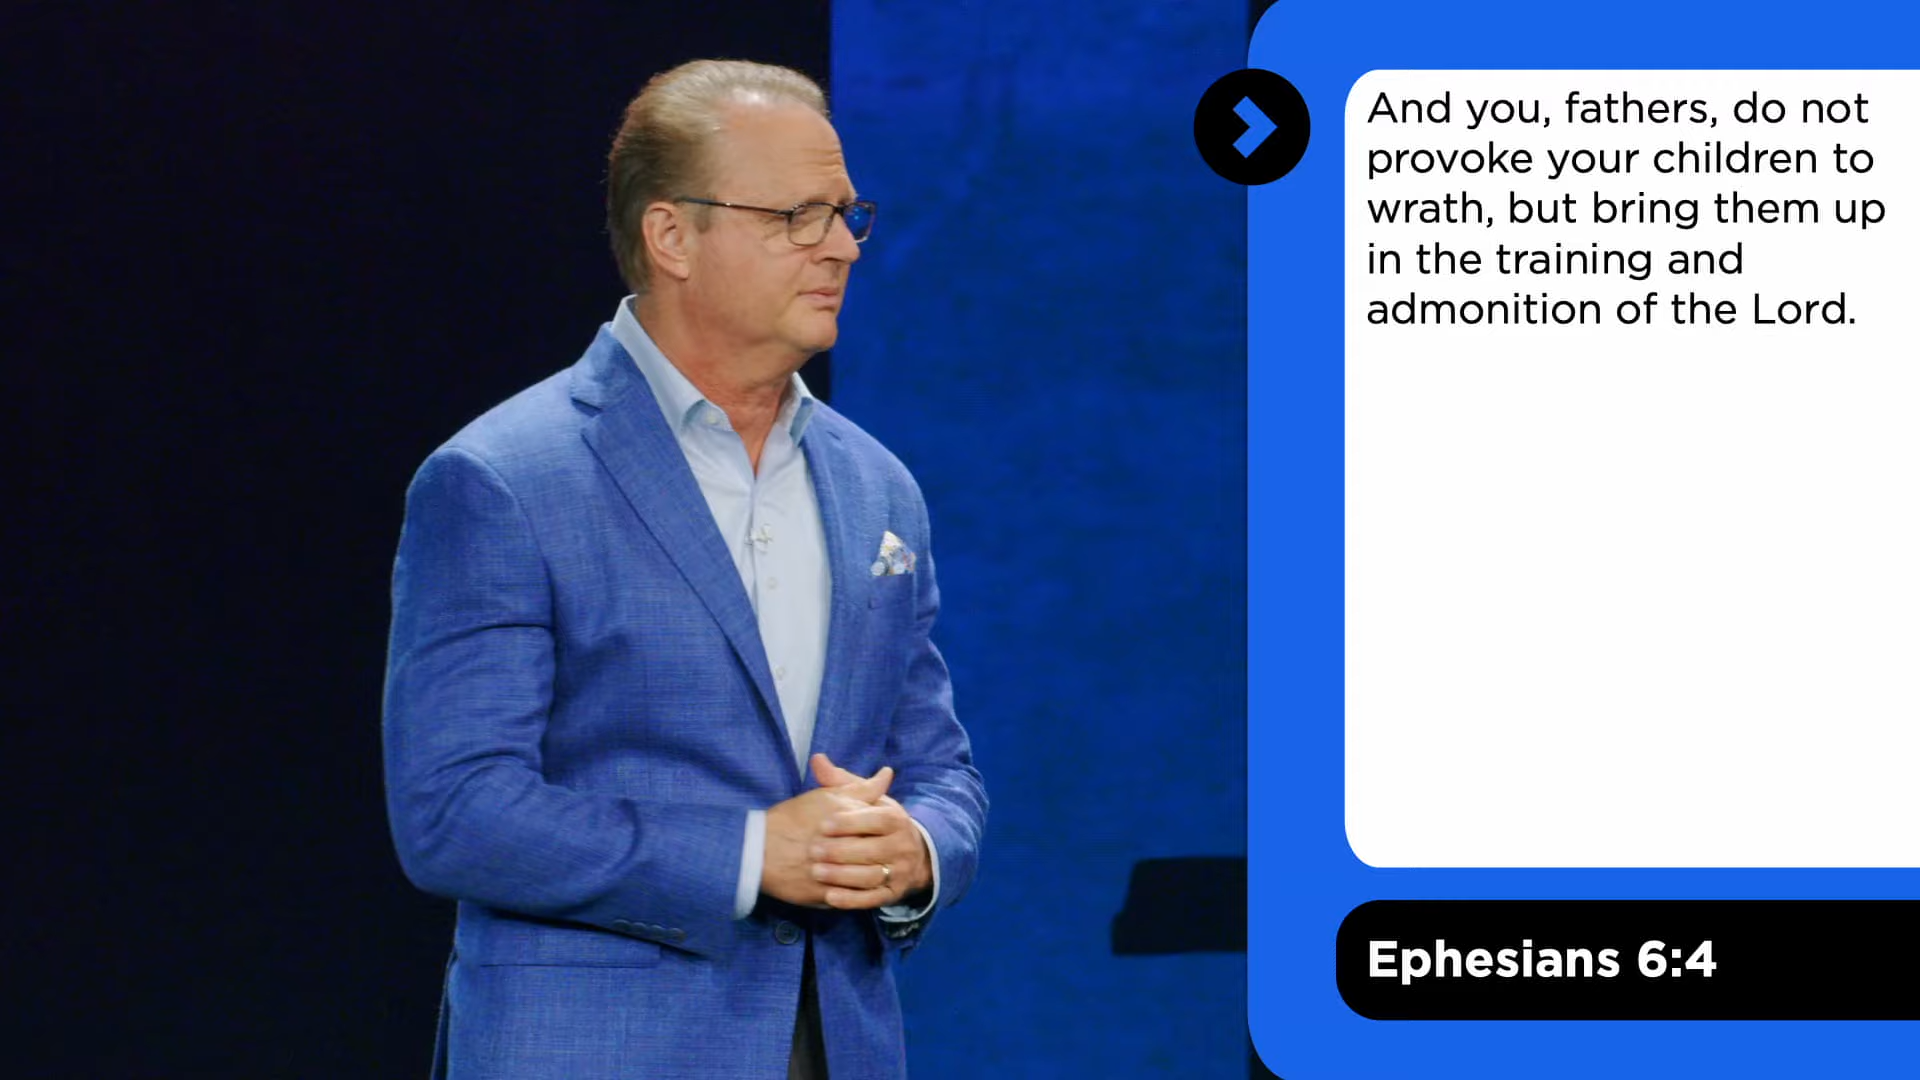 And you, fathers, do not
provoke your children to
wrath, but bring them up
in the training and
admonition of the Lord.
Ephesians 6:4